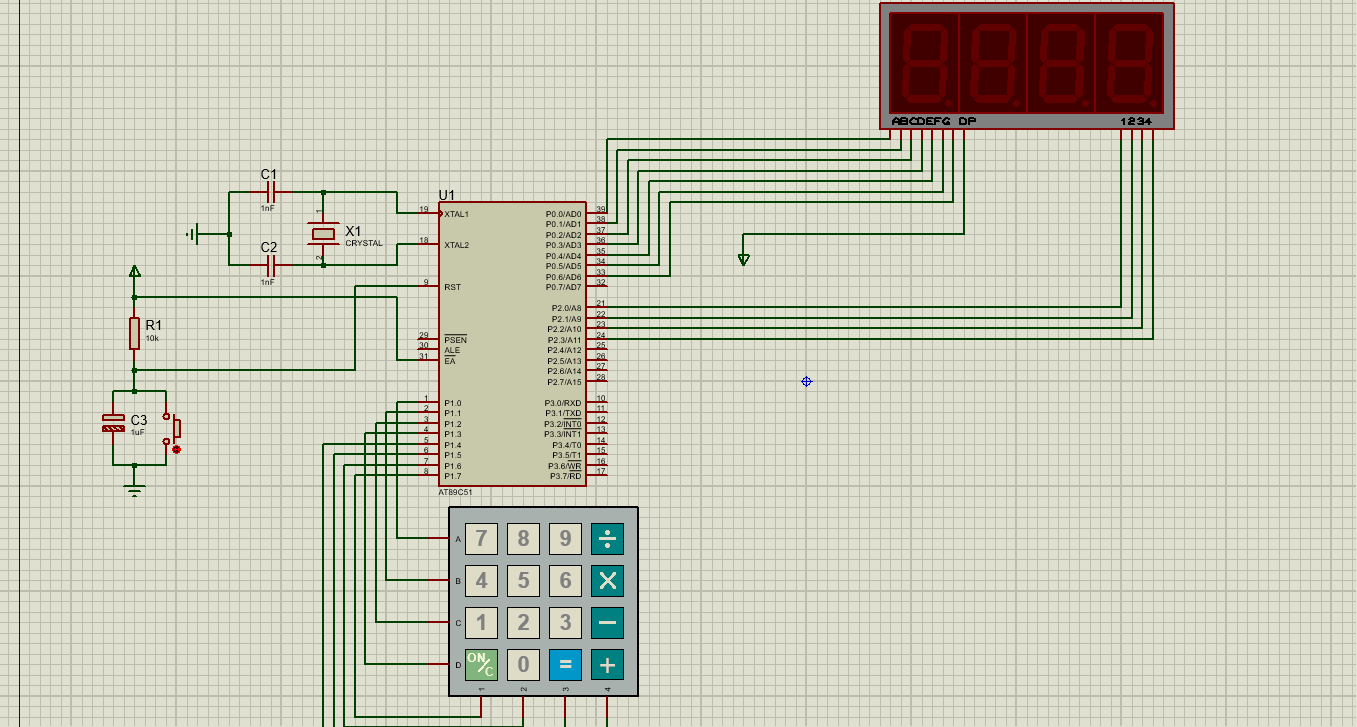 ABCDEFG DP
1234
C1
1nF
X1
CRYSTAL
1
2
C2
1nF
R1
10k
C3
1uF
U1
19 XTAL1
18 XTAL2
9 RST
29 PSEN
30 ALE
31 EA
1 P1.0
2 P1.1
3 P1.2
4 P1.3
5 P1.4
6 P1.5
7 P1.6
8 P1.7
P0.0/AD0 39
P0.1/AD1 38
P0.2/AD2 37
P0.3/AD3 36
P0.4/AD4 35
P0.5/AD5 34
P0.6/AD6 33
P0.7/AD7 32
P2.0/A8 21
P2.1/A9 22
P2.2/A10 23
P2.3/A11 24
P2.4/A12 25
P2.5/A13 26
P2.6/A14 27
P2.7/A15 28
P3.0/RXD 10
P3.1/TXD 11
P3.2/INT0 12
P3.3/INT1 13
P3.4/T0 14
P3.5/T1 15
P3.6/WR 16
P3.7/RD 17
AT89C51
A 7 8 9 ÷
B 4 5 6 ×
C 1 2 3 −
D ON/C 0 = +
1 2 3 4